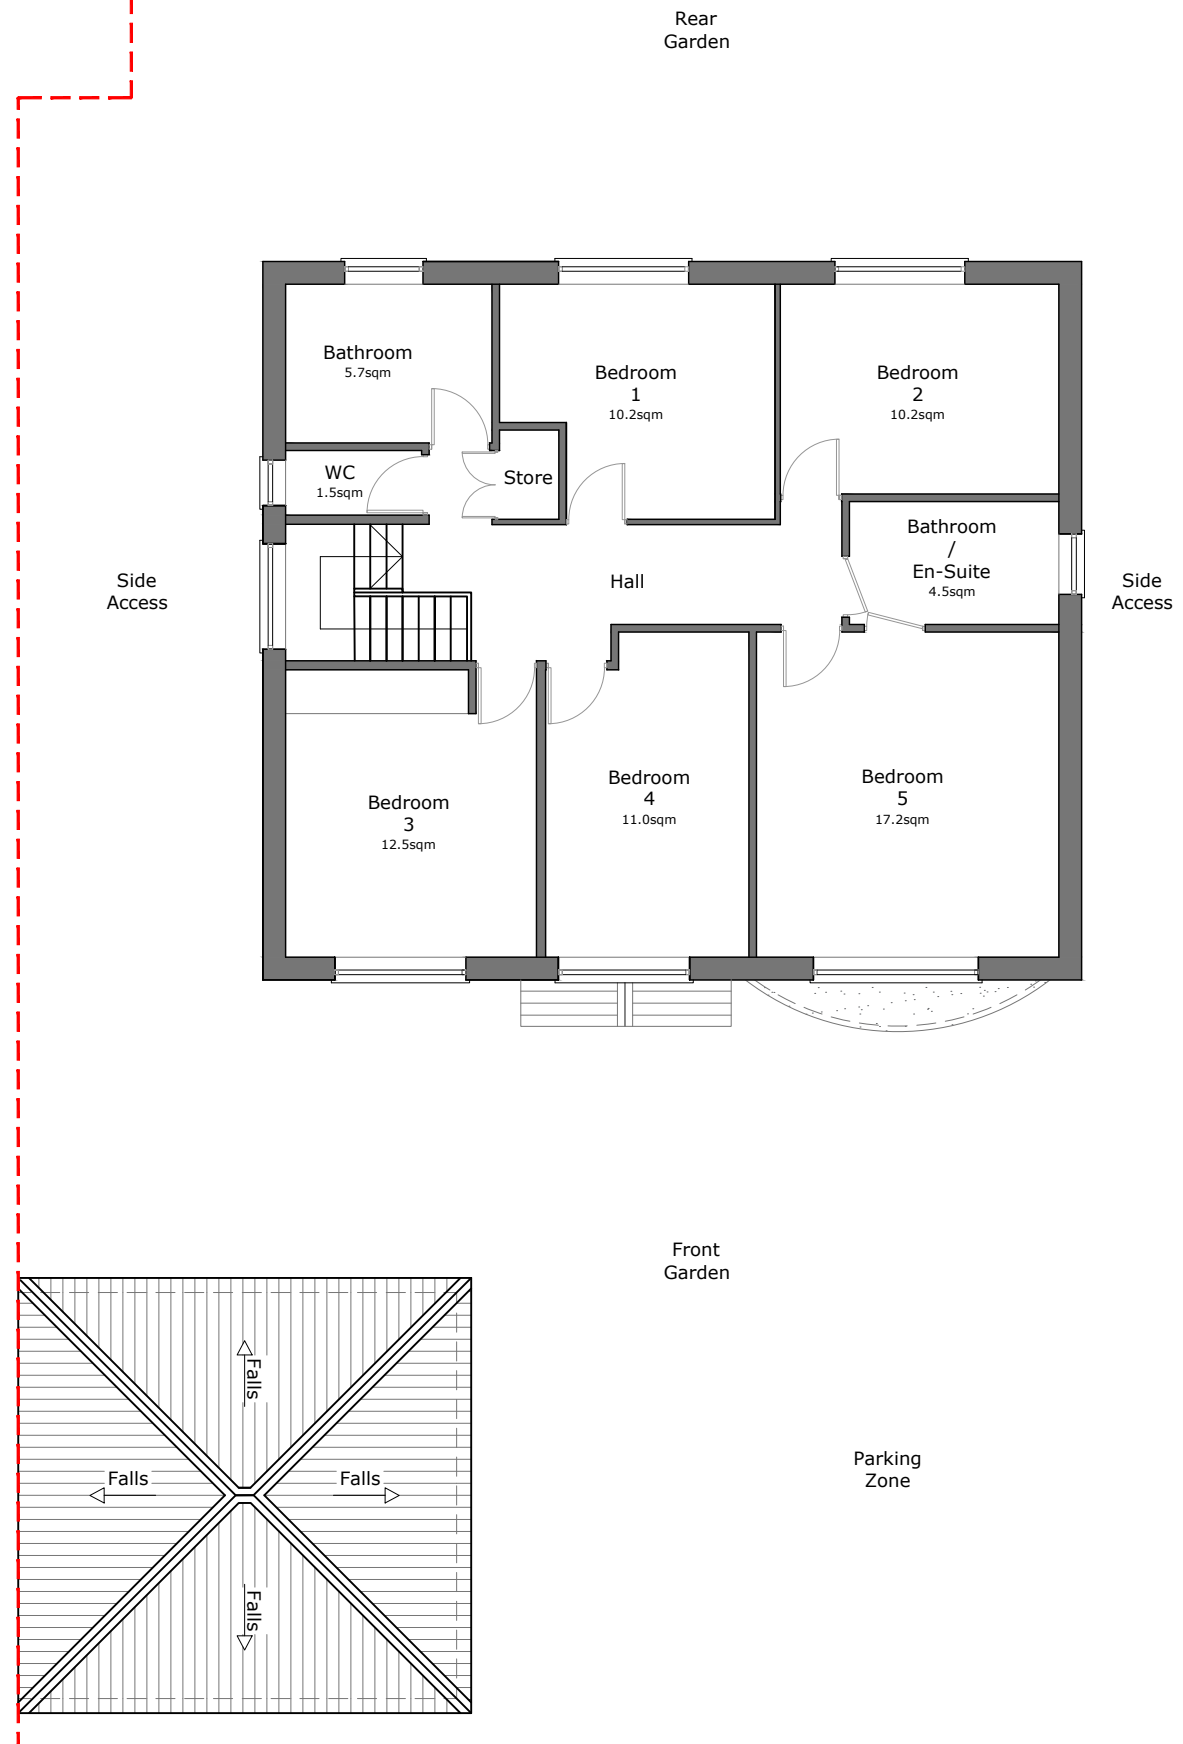 Rear
Garden
Bathroom
5.7sqm
Bedroom
1
10.2sqm
Bedroom
2
10.2sqm
WC
1.5sqm
Store
Bathroom
/
En-Suite
4.5sqm
Side
Access
Hall
Side
Access
Bedroom
3
12.5sqm
Bedroom
4
11.0sqm
Bedroom
5
17.2sqm
Front
Garden
Falls
Falls
Falls
Falls
Parking
Zone